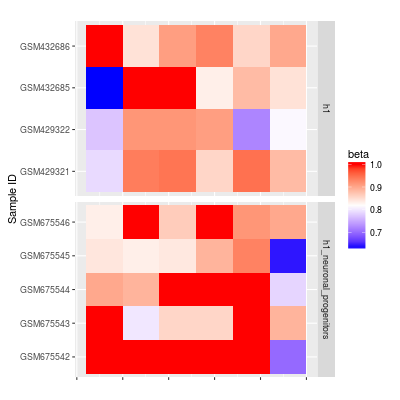 Sample ID
GSM432686
GSM432685
GSM429322
GSM429321
h1
GSM675546
GSM675545
GSM675544
GSM675543
GSM675542
h1_neuronal_progenitors
beta
1.0
0.9
0.8
0.7